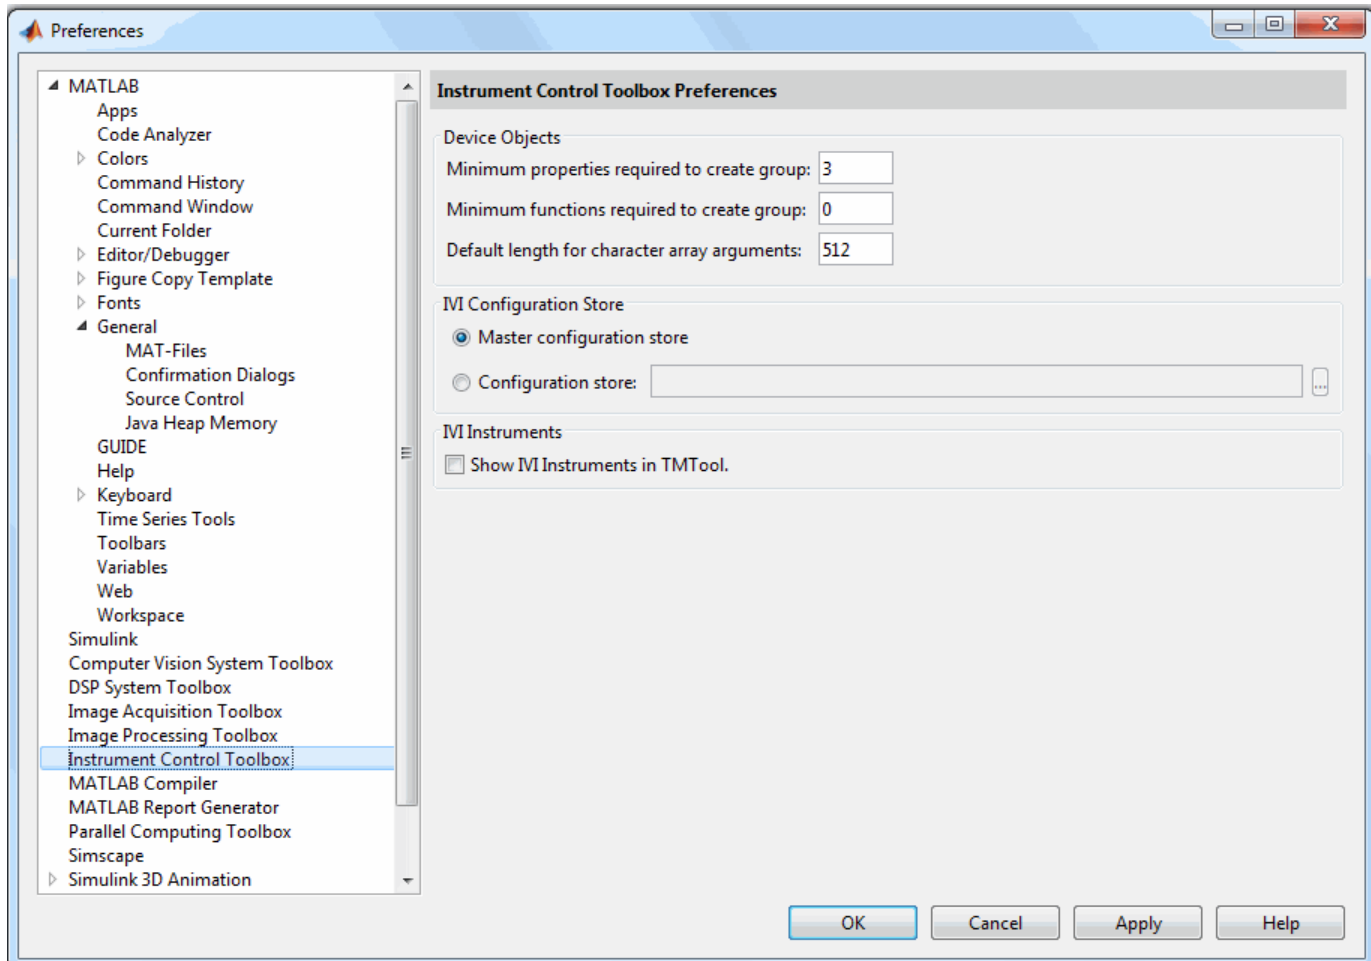 Preferences
MATLAB
Apps
Code Analyzer
Colors
Command History
Command Window
Current Folder
Editor/Debugger
Figure Copy Template
Fonts
General
MAT-Files
Confirmation Dialogs
Source Control
Java Heap Memory
GUIDE
Help
Keyboard
Time Series Tools
Toolbars
Variables
Web
Workspace
Simulink
Computer Vision System Toolbox
DSP System Toolbox
Image Acquisition Toolbox
Image Processing Toolbox
Instrument Control Toolbox
MATLAB Compiler
MATLAB Report Generator
Parallel Computing Toolbox
Simscape
Simulink 3D Animation
Instrument Control Toolbox Preferences
Device Objects
Minimum properties required to create group: 3
Minimum functions required to create group: 0
Default length for character array arguments: 512
IVI Configuration Store
Master configuration store
Configuration store: ...
IVI Instruments
Show IVI Instruments in TMTool.
OK Cancel Apply Help